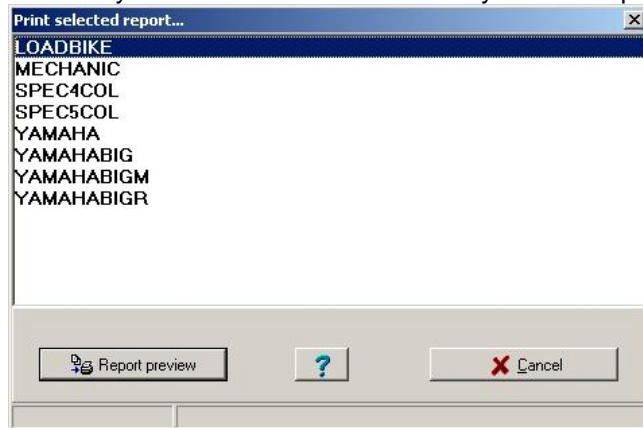 Print selected report...
LOADBIKE
MECHANIC
SPEC4COL
SPEC5COL
YAMAHA
YAMAHABIG
YAMAHABIGM
YAMAHABIGR
Report preview
?
Cancel